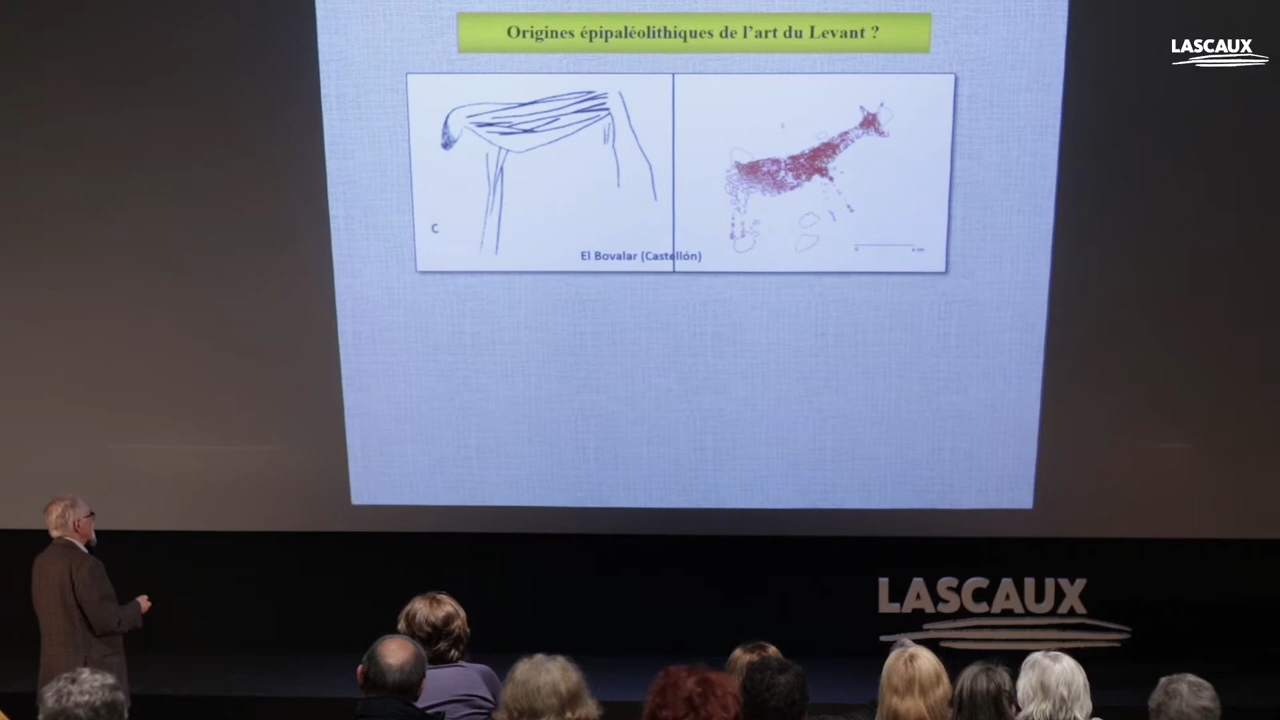 Origines épipaléolithiques de l'art du Levant ?
LASCAUX
C
El Bovalar (Castellón)
LASCAUX